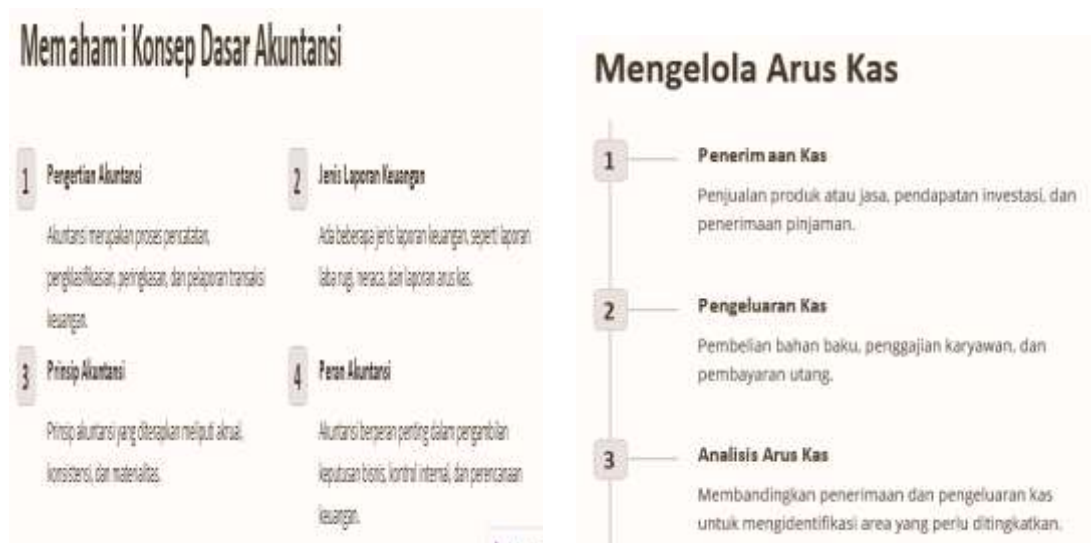 Memahami Konsep Dasar Akuntansi
1
Pengertian Akuntansi
Akuntansi merupakan proses pencatatan,
pengklasifikasian, peringkasan, dan pelaporan transaksi
keuangan.
2
Jenis Laporan Keuangan
Ada beberapa jenis laporan keuangan, seperti laporan
laba rugi, neraca, dan laporan arus kas.
3
Prinsip Akuntansi
Prinsip akuntansi yang diterapkan meliputi akrual,
konsistensi, dan materialitas.
4
Peran Akuntansi
Akuntansi berperan penting dalam pengambilan
keputusan bisnis, kontrol internal, dan perencanaan
keuangan.
Mengelola Arus Kas
1
Penerimaan Kas
Penjualan produk atau jasa, pendapatan investasi, dan
penerimaan pinjaman.
2
Pengeluaran Kas
Pembelian bahan baku, penggajian karyawan, dan
pembayaran utang.
3
Analisis Arus Kas
Membandingkan penerimaan dan pengeluaran kas
untuk mengidentifikasi area yang perlu ditingkatkan.